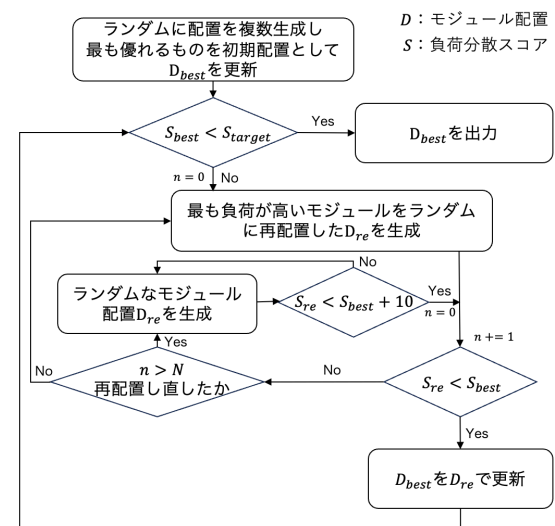 ランダムに配置を複数生成し
最も優れるものを初期配置として
D_best を更新
D：モジュール配置
S：負荷分散スコア
S_best < S_target
Yes
D_best を出力
n = 0
No
最も負荷が高いモジュールをランダム
に再配置したD_re を生成
No
ランダムなモジュール
配置D_re を生成
S_re < S_best + 10
Yes
n = 0
n += 1
Yes
No
n > N
再配置し直したか
No
S_re < S_best
Yes
D_best をD_re で更新